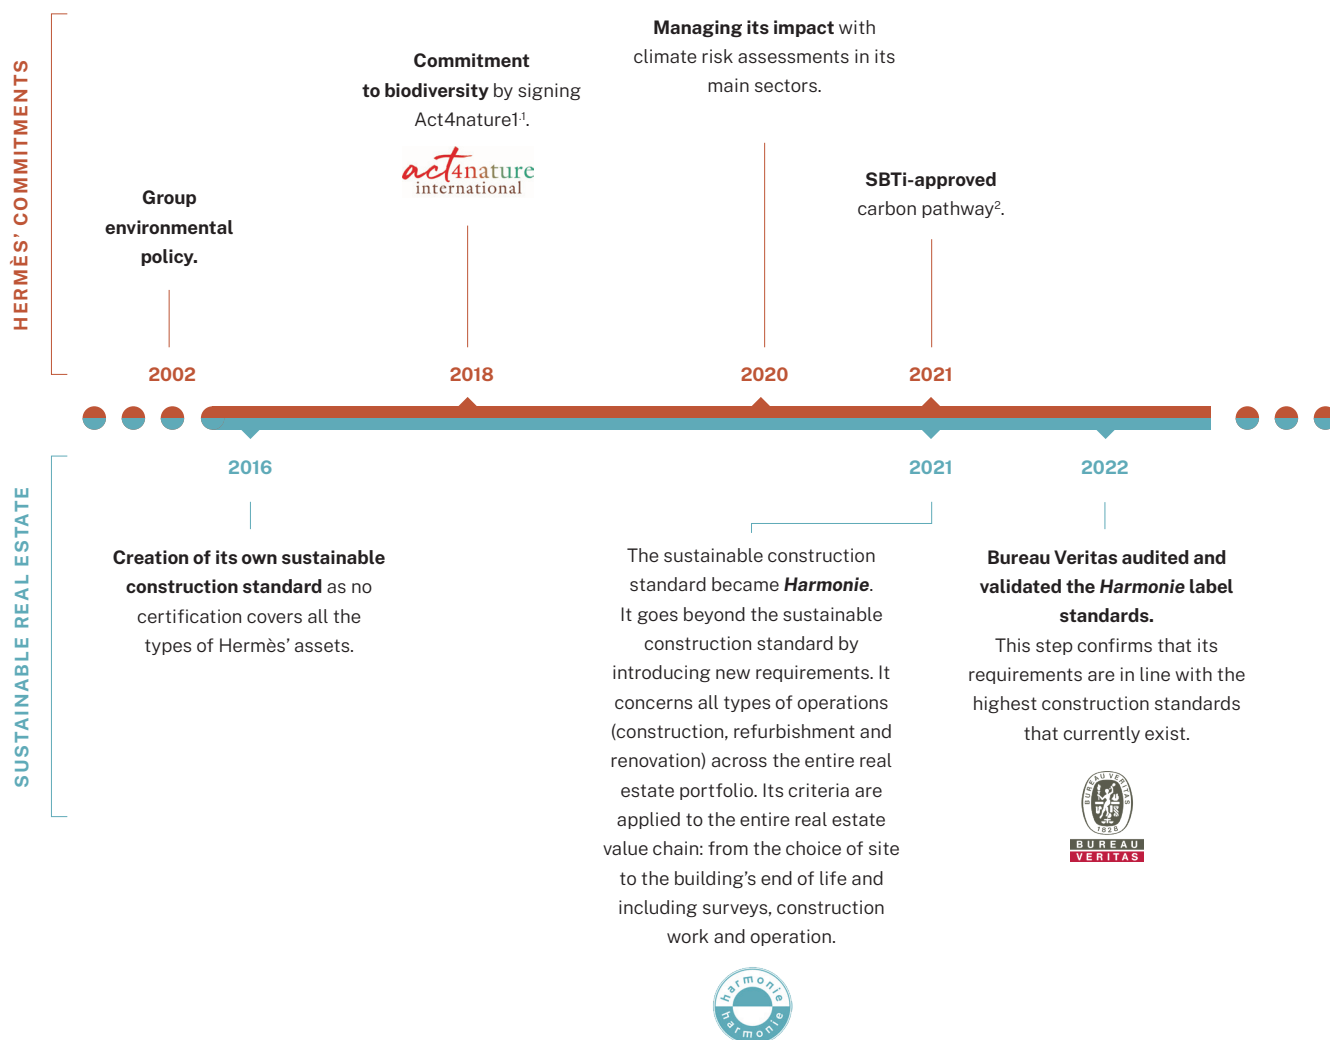 HERMÈS' COMMITMENTS
Group
environmental
policy.
2002
Commitment
to biodiversity by signing
Act4nature1.1.
act4nature
international
2018
Managing its impact with
climate risk assessments in its
main sectors.
2020
SBTi-approved
carbon pathway2.
2021
SUSTAINABLE REAL ESTATE
2016
Creation of its own sustainable
construction standard as no
certification covers all the
types of Hermès’ assets.
2021
The sustainable construction
standard became Harmonie.
It goes beyond the sustainable
construction standard by
introducing new requirements. It
concerns all types of operations
(construction, refurbishment and
renovation) across the entire real
estate portfolio. Its criteria are
applied to the entire real estate
value chain: from the choice of site
to the building’s end of life and
including surveys, construction
work and operation.
harmonie
harmonie
2022
Bureau Veritas audited and
validated the Harmonie label
standards.
This step confirms that its
requirements are in line with the
highest construction standards
that currently exist.
BUREAU VERITAS
1828
BUREAU
VERITAS